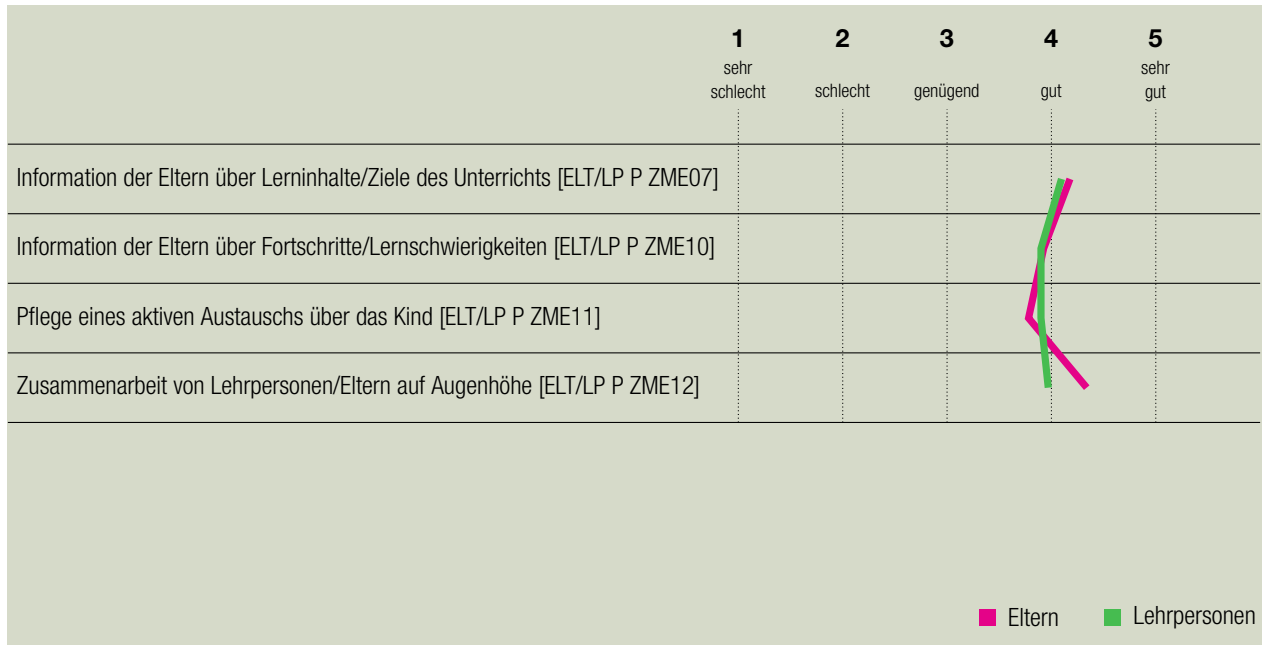 1 2 3 4 5
sehr schlecht schlecht genügend gut sehr gut
Information der Eltern über Lerninhalte/Ziele des Unterrichts [ELT/LP P ZME07]
Information der Eltern über Fortschritte/Lernschwierigkeiten [ELT/LP P ZME10]
Pflege eines aktiven Austauschs über das Kind [ELT/LP P ZME11]
Zusammenarbeit von Lehrpersonen/Eltern auf Augenhöhe [ELT/LP P ZME12]
Eltern Lehrpersonen